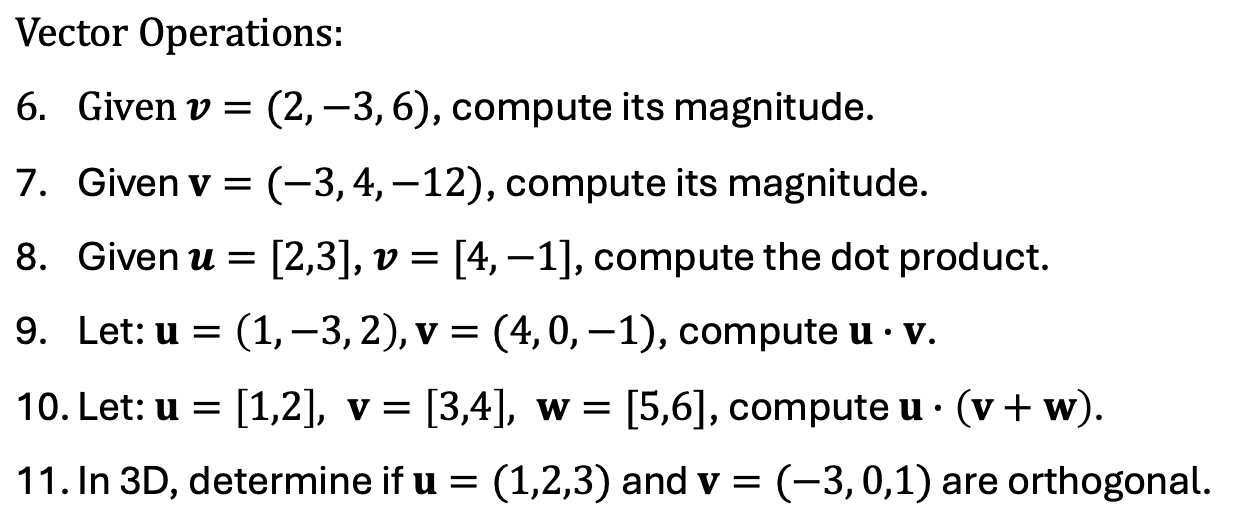 Vector Operations:
6. Given 𝒗 = (2, −3, 6), compute its magnitude.
7. Given 𝐯 = (−3, 4, −12), compute its magnitude.
8. Given 𝒖 = [2,3], 𝒗 = [4, −1], compute the dot product.
9. Let: 𝐮 = (1, −3, 2), 𝐯 = (4, 0, −1), compute 𝐮 · 𝐯.
10. Let: 𝐮 = [1,2], 𝐯 = [3,4], 𝐰 = [5,6], compute 𝐮 · (𝐯 + 𝐰).
11. In 3D, determine if 𝐮 = (1,2,3) and 𝐯 = (−3, 0,1) are orthogonal.